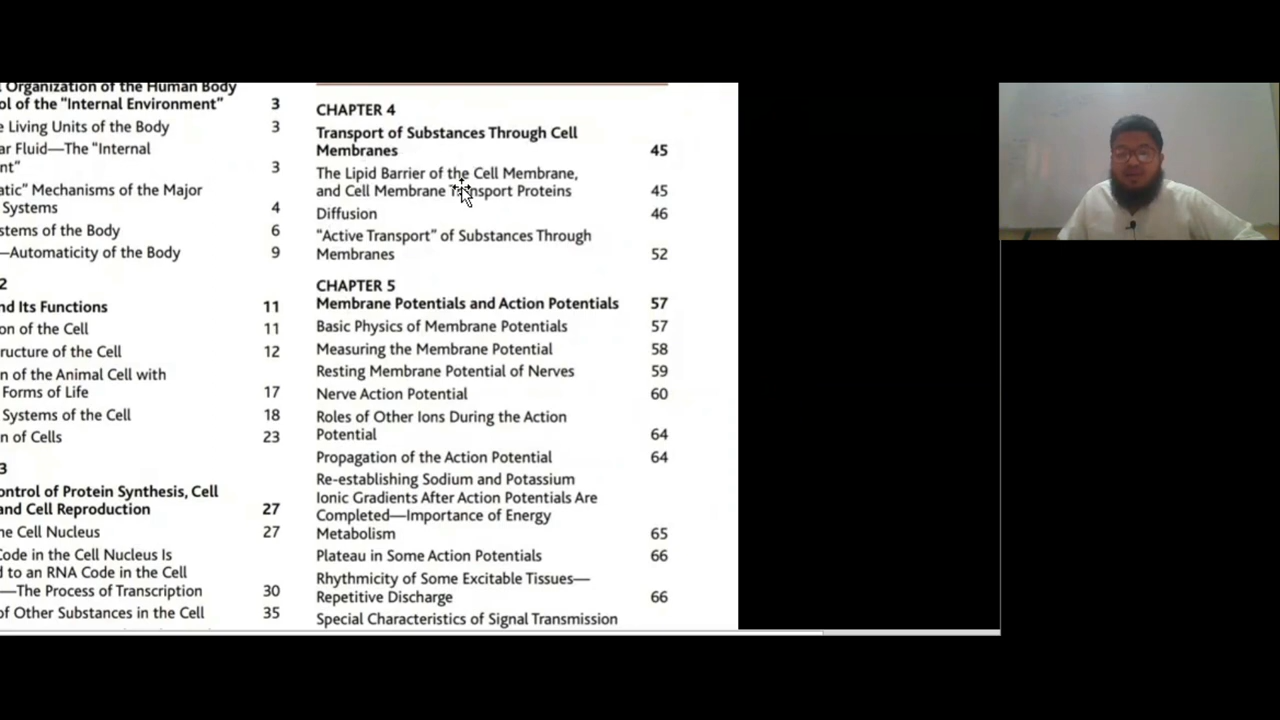 l Organization of the Human Body
ol of the "Internal Environment" 3
e Living Units of the Body 3
ar Fluid—The "Internal
nt" 3
atic" Mechanisms of the Major
Systems 4
stems of the Body 6
—Automaticity of the Body 9
2
nd Its Functions 11
on of the Cell 11
ructure of the Cell 12
n of the Animal Cell with
Forms of Life 17
Systems of the Cell 18
n of Cells 23
3
ontrol of Protein Synthesis, Cell
and Cell Reproduction 27
he Cell Nucleus 27
Code in the Cell Nucleus Is
d to an RNA Code in the Cell
—The Process of Transcription 30
of Other Substances in the Cell 35
CHAPTER 4
Transport of Substances Through Cell
Membranes 45
The Lipid Barrier of the Cell Membrane,
and Cell Membrane Transport Proteins 45
Diffusion 46
"Active Transport" of Substances Through
Membranes 52
CHAPTER 5
Membrane Potentials and Action Potentials 57
Basic Physics of Membrane Potentials 57
Measuring the Membrane Potential 58
Resting Membrane Potential of Nerves 59
Nerve Action Potential 60
Roles of Other Ions During the Action
Potential 64
Propagation of the Action Potential 64
Re-establishing Sodium and Potassium
Ionic Gradients After Action Potentials Are
Completed—Importance of Energy
Metabolism 65
Plateau in Some Action Potentials 66
Rhythmicity of Some Excitable Tissues—
Repetitive Discharge 66
Special Characteristics of Signal Transmission